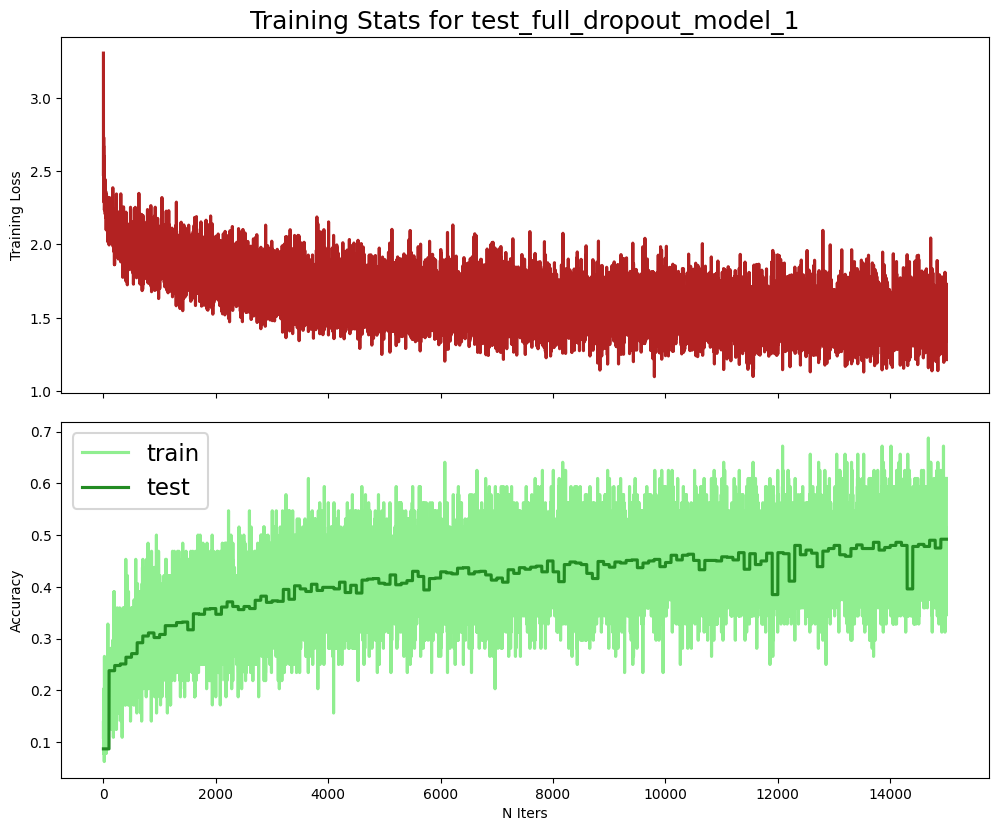 Training Stats for test_full_dropout_model_1
3.0
2.5
2.0
1.5
1.0
Training Loss
0.7
0.6
0.5
0.4
0.3
0.2
0.1
Accuracy
train
test
0 2000 4000 6000 8000 10000 12000 14000
N Iters